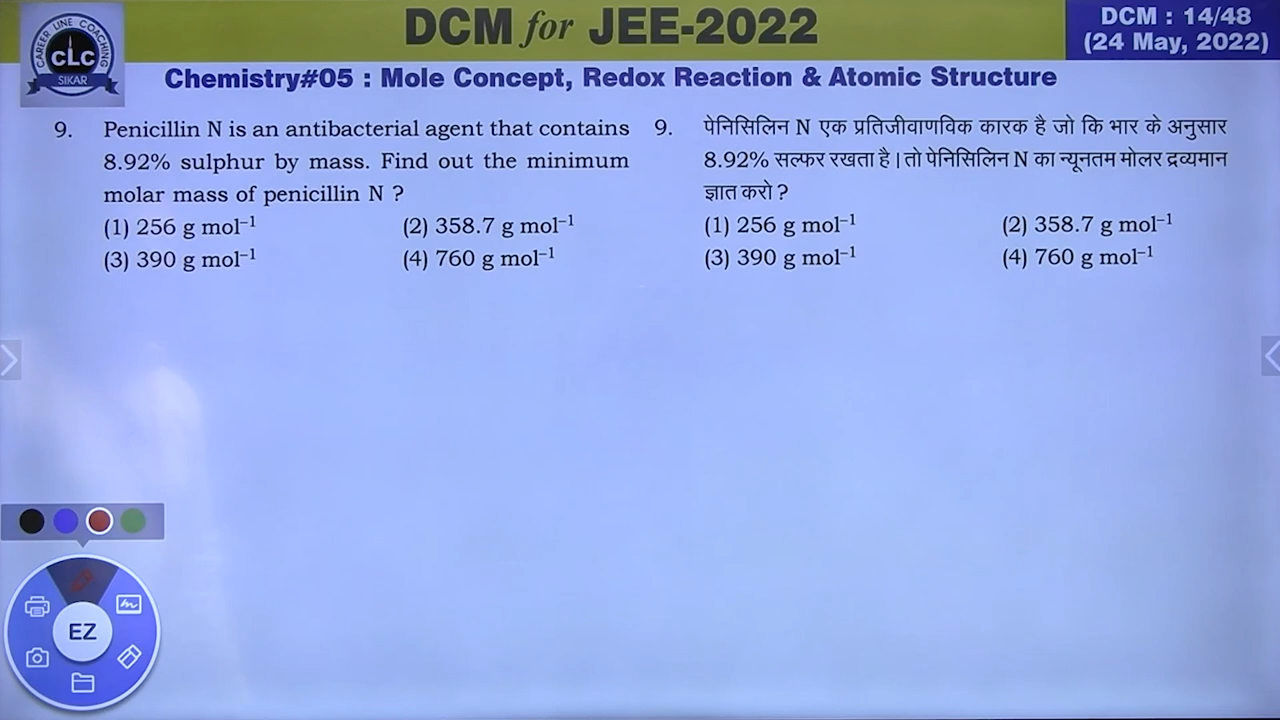 DCM for JEE-2022
DCM : 14/48
(24 May, 2022)
CAREER LINE COACHING
CLC
SIKAR
Chemistry#05 : Mole Concept, Redox Reaction & Atomic Structure
9. Penicillin N is an antibacterial agent that contains
8.92% sulphur by mass. Find out the minimum
molar mass of penicillin N ?
(1) 256 g mol⁻¹ (2) 358.7 g mol⁻¹
(3) 390 g mol⁻¹ (4) 760 g mol⁻¹
9. पेनिसिलिन N एक प्रतिजीवाणविक कारक है जो कि भार के अनुसार
8.92% सल्फर रखता है। तो पेनिसिलिन N का न्यूनतम मोलर द्रव्यमान
ज्ञात करो ?
(1) 256 g mol⁻¹ (2) 358.7 g mol⁻¹
(3) 390 g mol⁻¹ (4) 760 g mol⁻¹
EZ